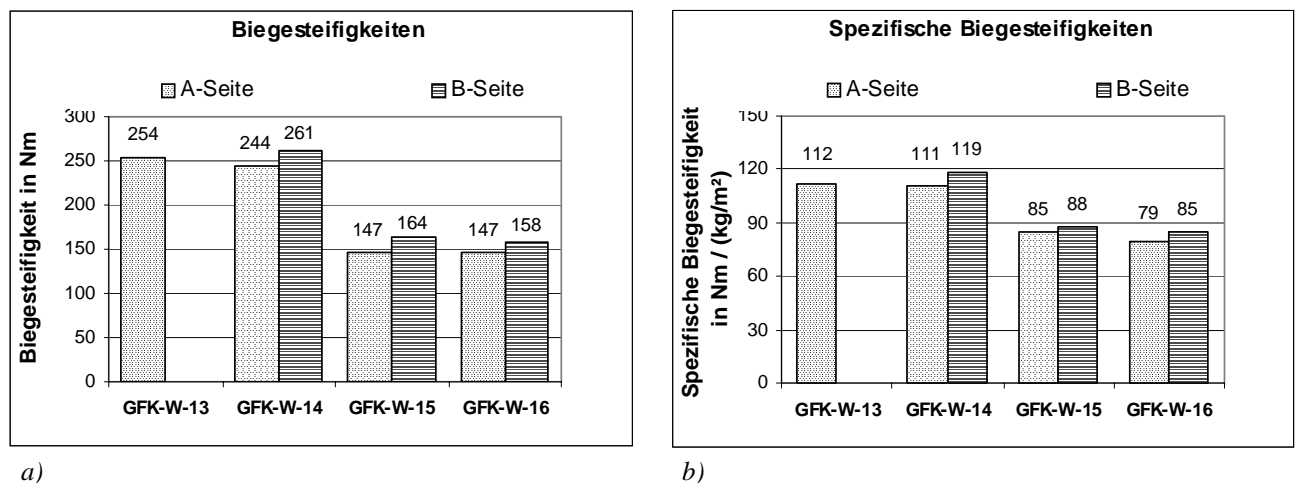 Biegesteifigkeiten
A-Seite B-Seite
Biegesteifigkeit in Nm
300
250
200
150
100
50
0
254
244 261
147 164
147 158
GFK-W-13 GFK-W-14 GFK-W-15 GFK-W-16
a)
Spezifische Biegesteifigkeiten
A-Seite B-Seite
Spezifische Biegesteifigkeit
in Nm / (kg/m²)
150
120
90
60
30
0
112
111 119
85 88
79 85
GFK-W-13 GFK-W-14 GFK-W-15 GFK-W-16
b)